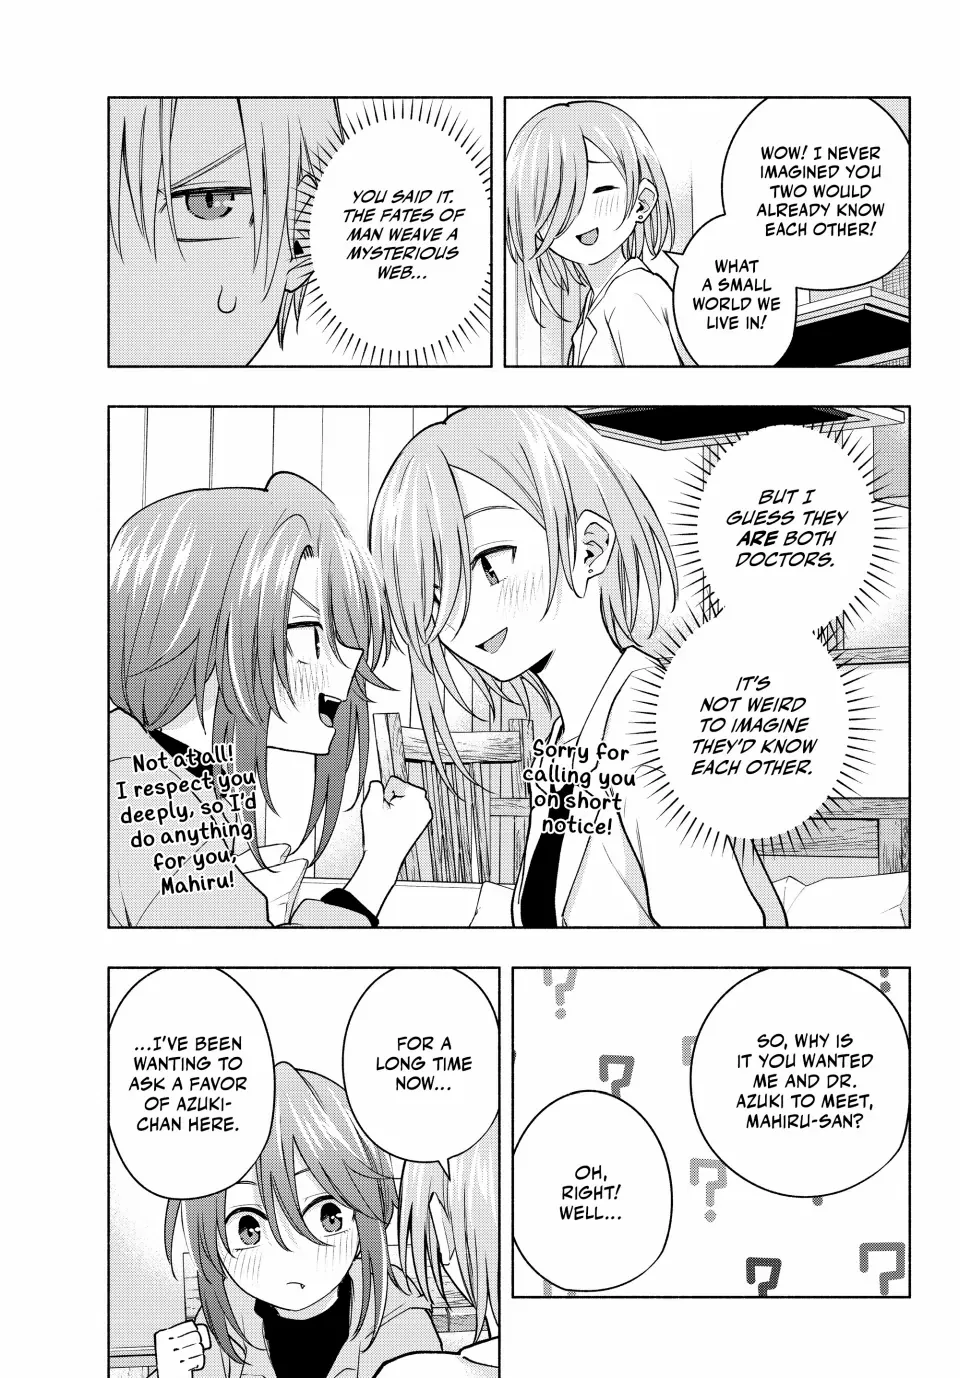 WOW! I NEVER
IMAGINED YOU
TWO WOULD
ALREADY KNOW
EACH OTHER!
WHAT
A SMALL
WORLD WE
LIVE IN!
YOU SAID IT.
THE FATES OF
MAN WEAVE A
MYSTERIOUS
WEB...
BUT I
GUESS THEY
ARE BOTH
DOCTORS.
IT'S
NOT WEIRD
TO IMAGINE
THEY'D KNOW
EACH OTHER.
Sorry for
calling you
on short
notice!
Not at all!
I respect you
deeply, so I'd
do anything
for you,
Mahiru!
SO, WHY IS
IT YOU WANTED
ME AND DR.
AZUKI TO MEET,
MAHIRU-SAN?
OH,
RIGHT!
WELL...
FOR A
LONG TIME
NOW...
...I'VE BEEN
WANTING TO
ASK A FAVOR
OF AZUKI-
CHAN HERE.